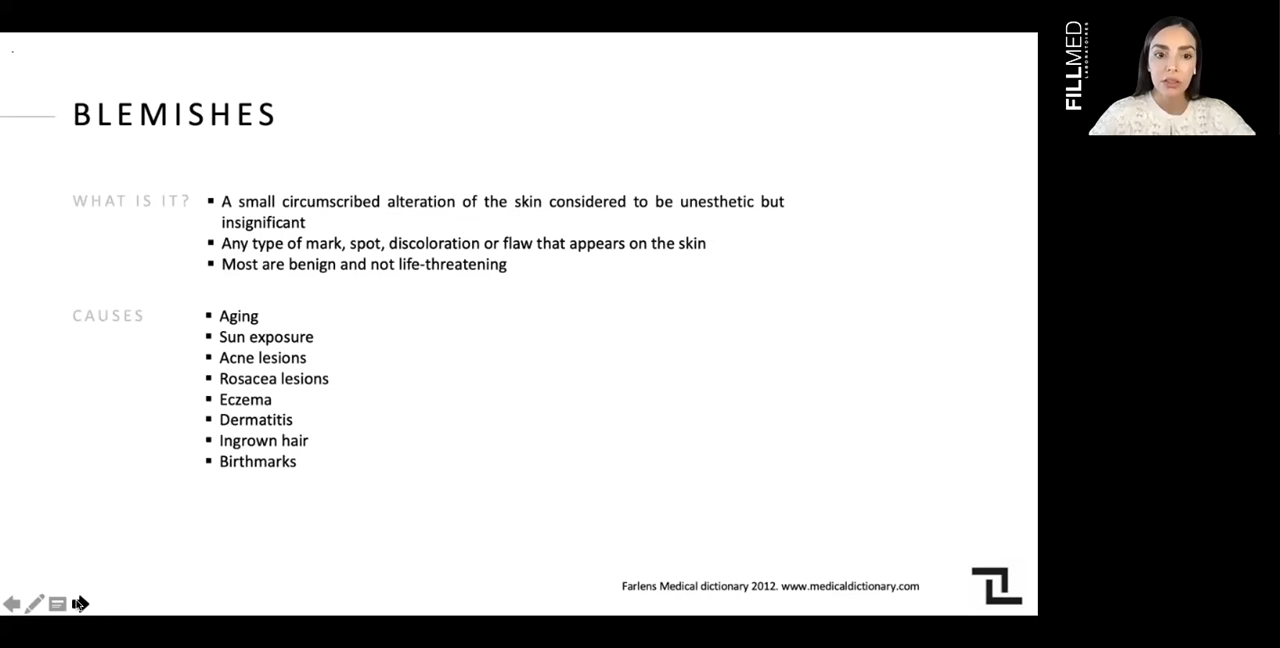 BLEMISHES
WHAT IS IT?
▪ A small circumscribed alteration of the skin considered to be unesthetic but
insignificant
▪ Any type of mark, spot, discoloration or flaw that appears on the skin
▪ Most are benign and not life-threatening
CAUSES
▪ Aging
▪ Sun exposure
▪ Acne lesions
▪ Rosacea lesions
▪ Eczema
▪ Dermatitis
▪ Ingrown hair
▪ Birthmarks
Farlens Medical dictionary 2012. www.medicaldictionary.com
FILLMED
LABORATOIRES